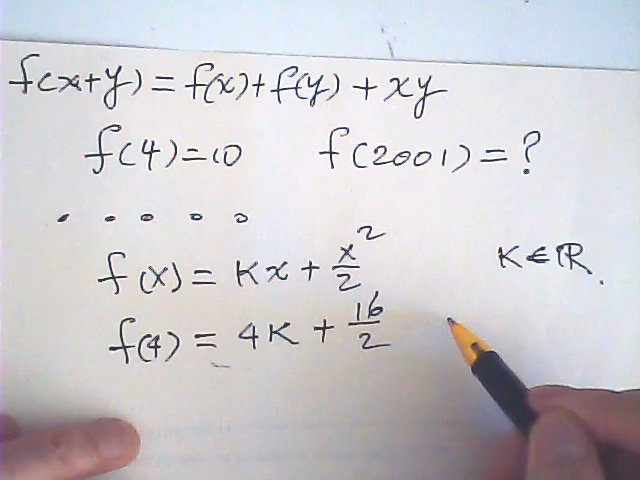 f(x+y) = f(x) + f(y) + xy
f(4) = 10 f(2001) = ?
. . . . .
f(x) = Kx + x²/2 K ∈ ℝ.
f(4) = 4K + 16/2